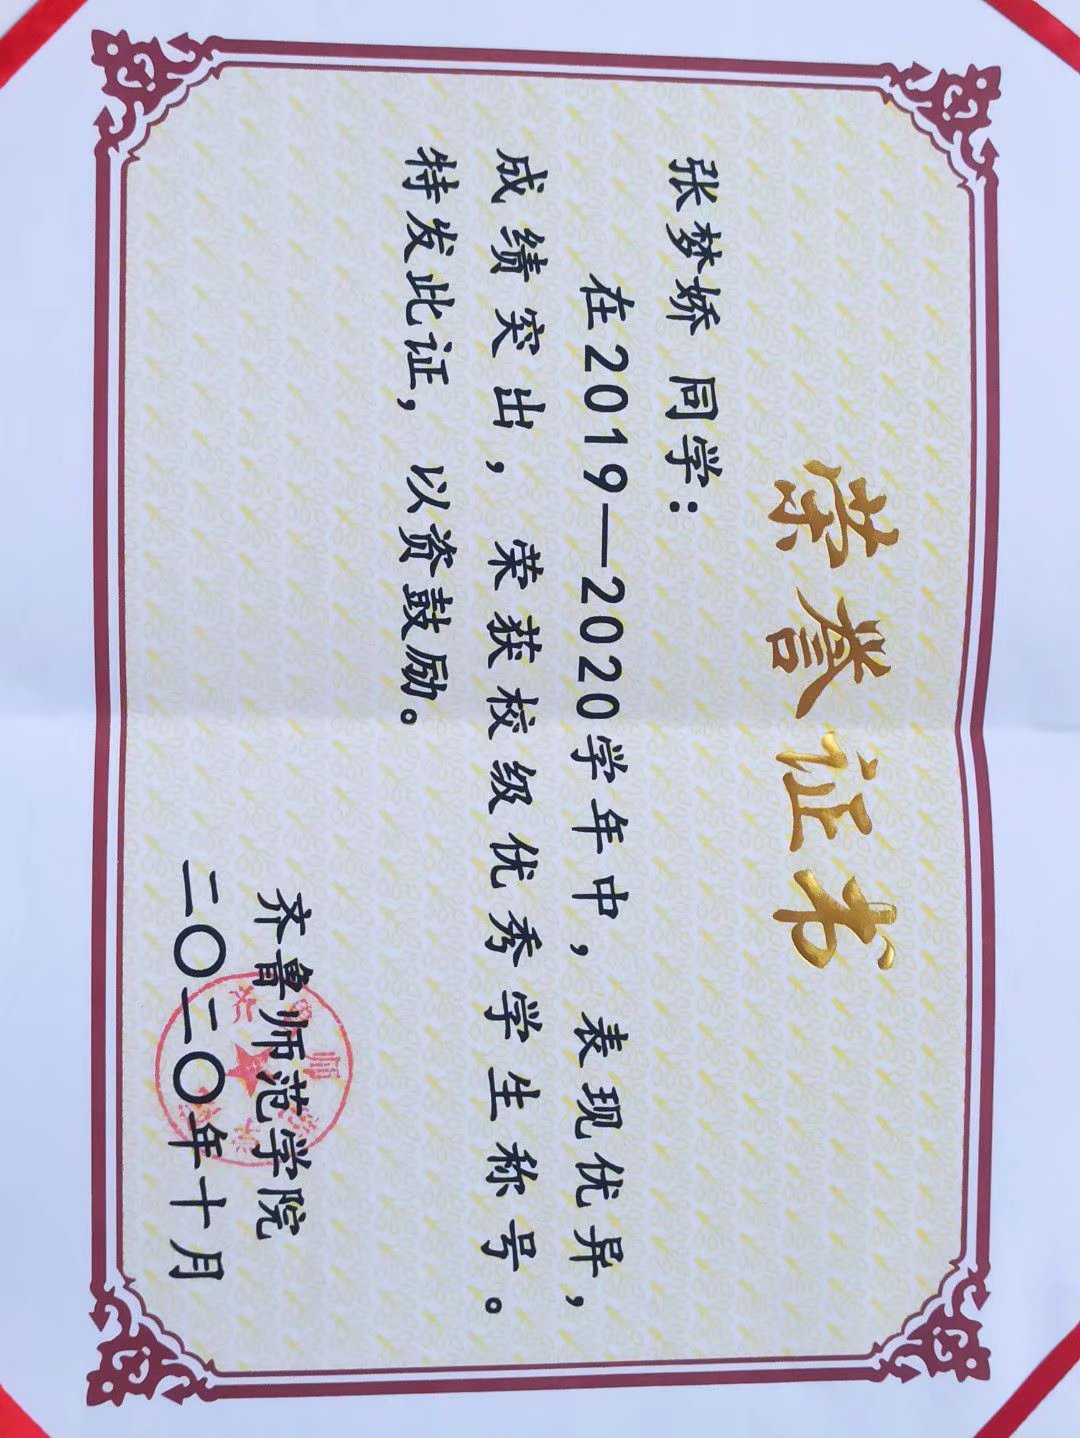 荣誉证书
张梦娇 同学：
在2019—2020学年中，表现优异，
成绩突出，荣获校级优秀学生称号。
特发此证，以资鼓励。
齐鲁师范学院
二〇二〇年十月